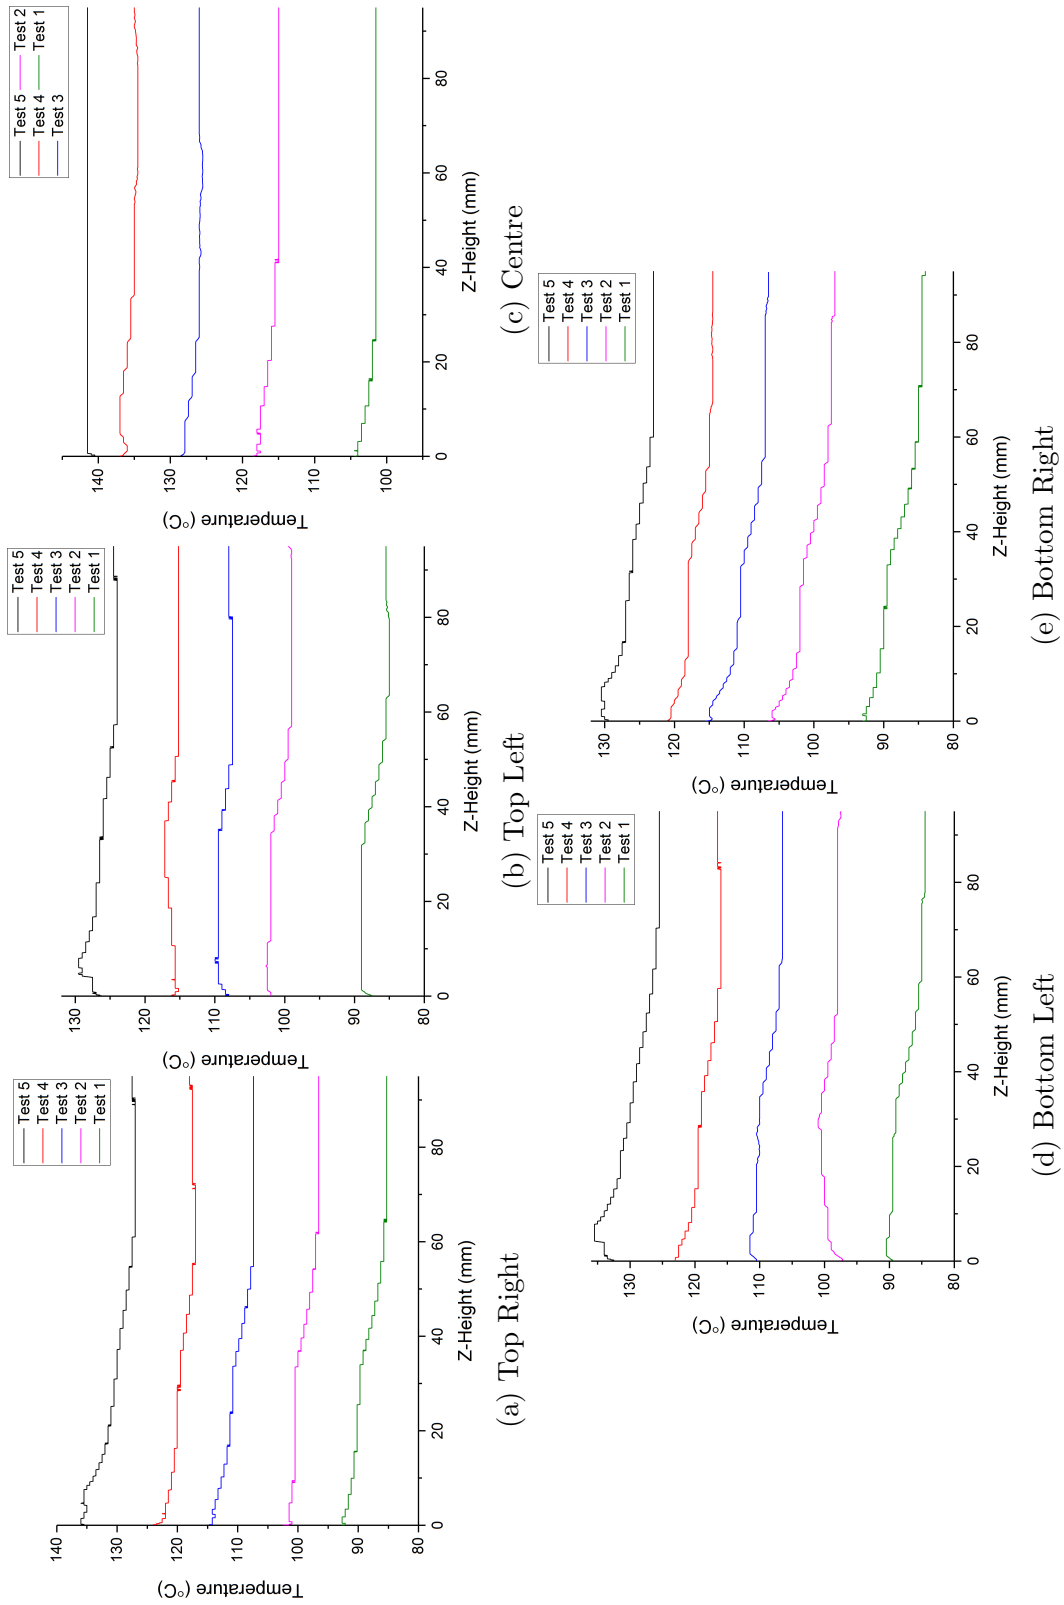 Test 5
Test 4
Test 3
Test 2
Test 1
140
130
120
110
100
90
80
Temperature (°C)
0
20
40
60
80
Z-Height (mm)
(a) Top Right
Test 5
Test 4
Test 3
Test 2
Test 1
130
120
110
100
90
80
Temperature (°C)
0
20
40
60
80
Z-Height (mm)
(b) Top Left
Test 5
Test 2
Test 4
Test 1
Test 3
140
130
120
110
100
Temperature (°C)
0
20
40
60
80
Z-Height (mm)
(c) Centre
Test 5
Test 4
Test 3
Test 2
Test 1
130
120
110
100
90
80
Temperature (°C)
0
20
40
60
80
Z-Height (mm)
(d) Bottom Left
Test 5
Test 4
Test 3
Test 2
Test 1
130
120
110
100
90
80
Temperature (°C)
0
20
40
60
80
Z-Height (mm)
(e) Bottom Right